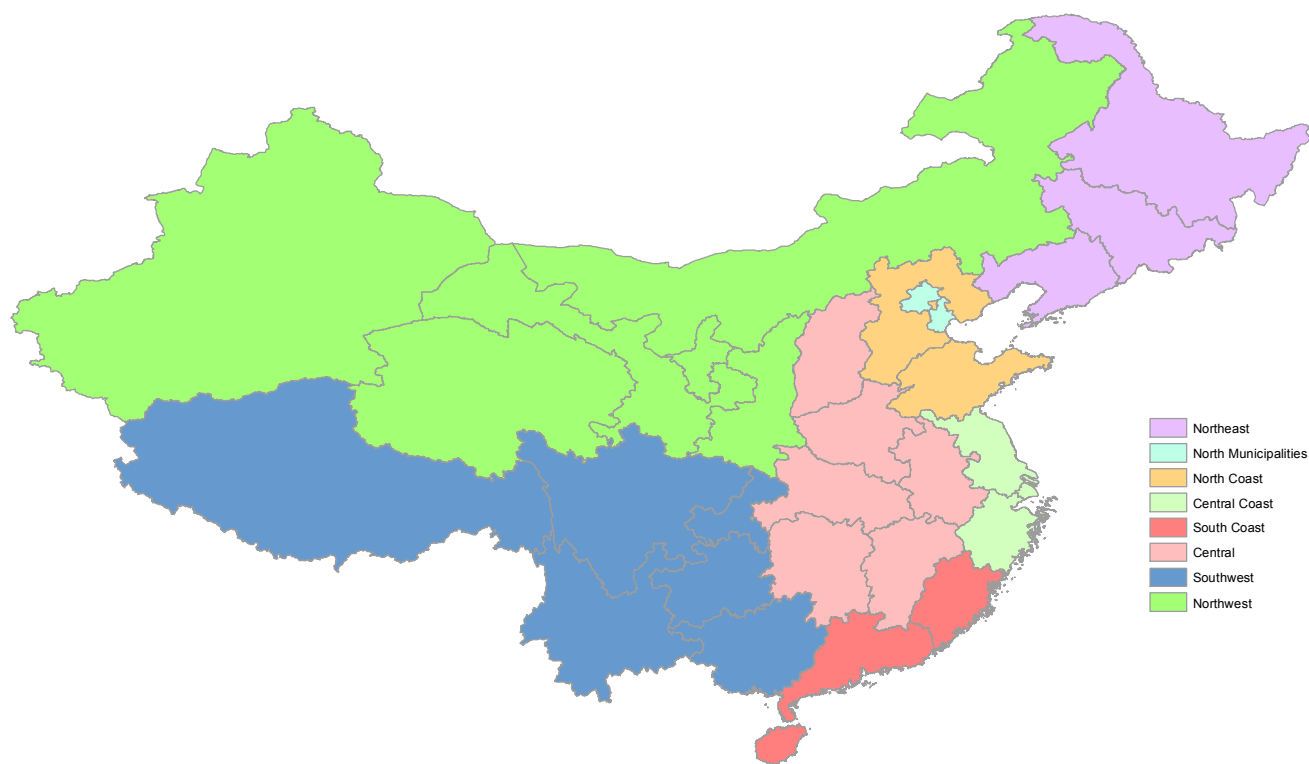 Northeast
North Municipalities
North Coast
Central Coast
South Coast
Central
Southwest
Northwest